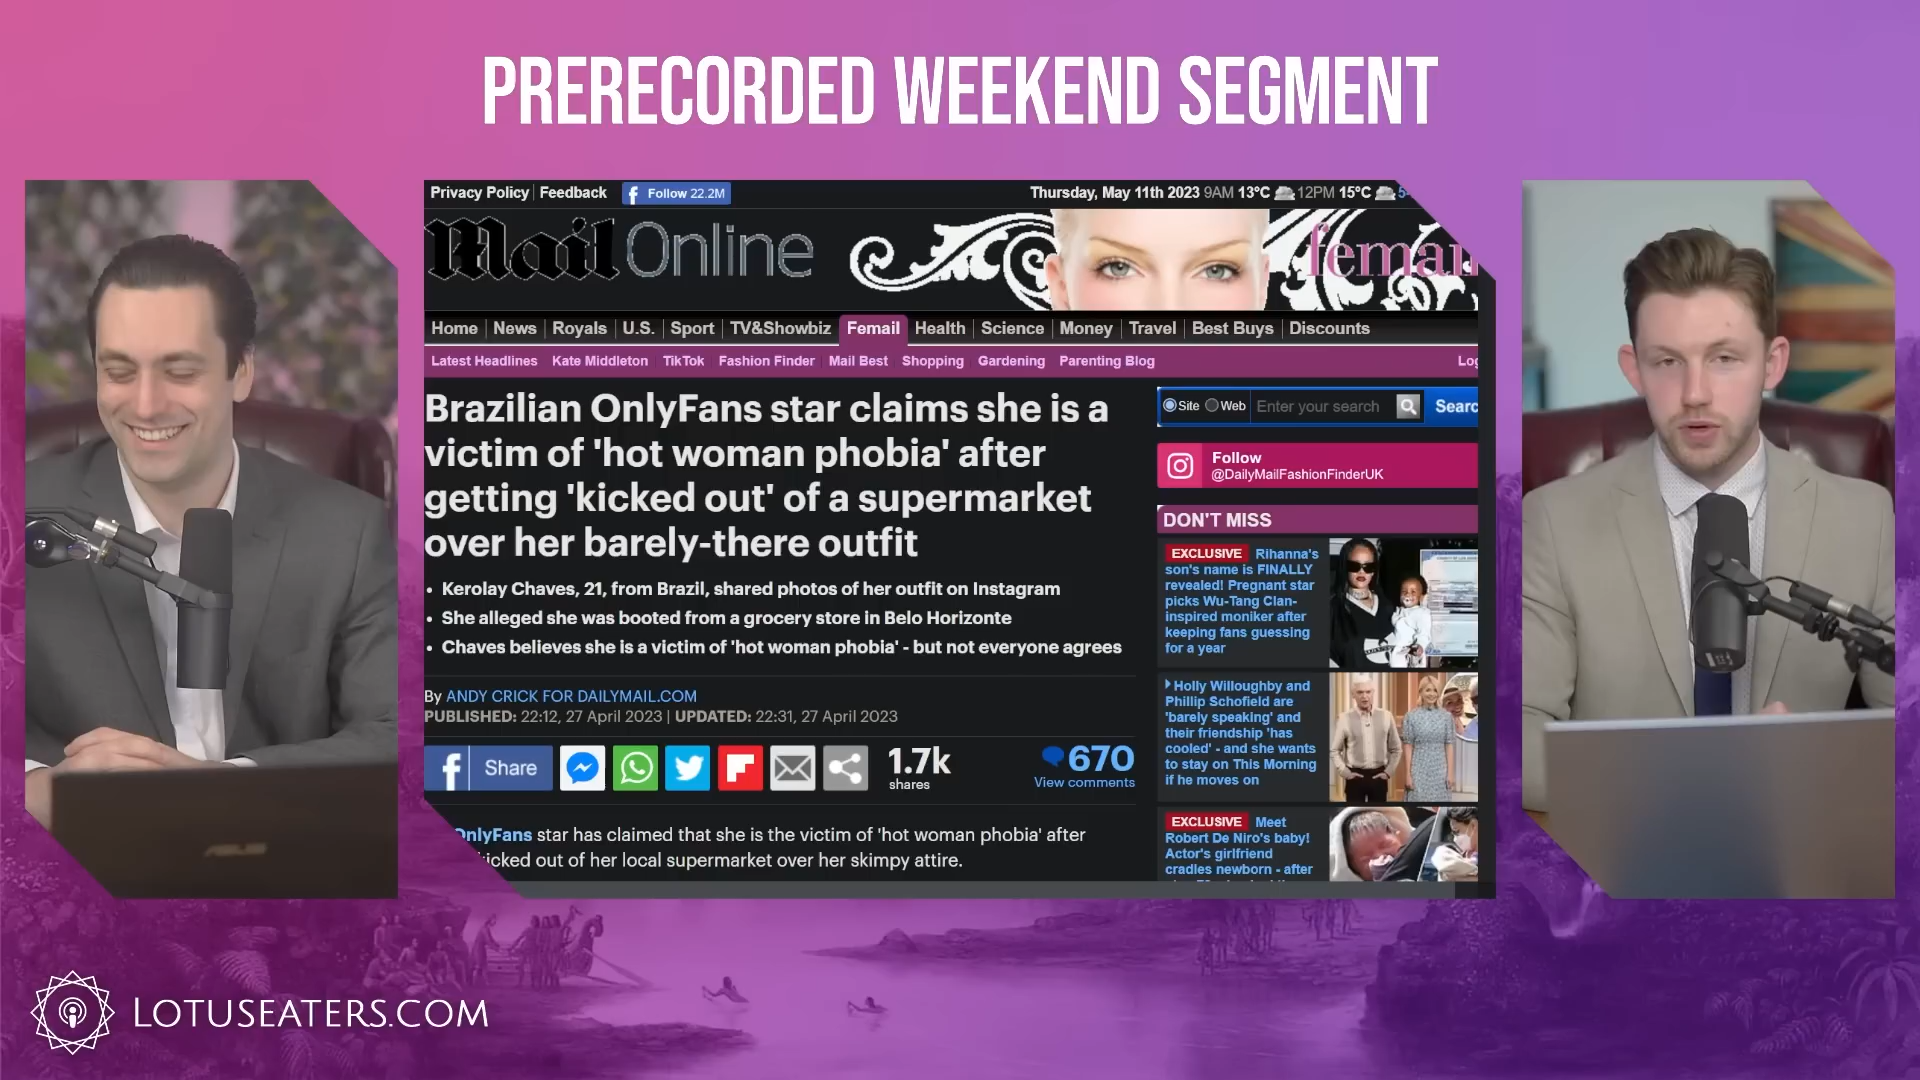 PRERECORDED WEEKEND SEGMENT
Privacy Policy Feedback Follow 22.2M
Thursday, May 11th 2023 9AM 13°C 12PM 15°C
Mail Online
Home News Royals U.S. Sport TV&Showbiz Femail Health Science Money Travel Best Buys Discounts
Latest Headlines Kate Middleton TikTok Fashion Finder Mail Best Shopping Gardening Parenting Blog
Brazilian OnlyFans star claims she is a
victim of 'hot woman phobia' after
getting 'kicked out' of a supermarket
over her barely-there outfit
• Kerolay Chaves, 21, from Brazil, shared photos of her outfit on Instagram
• She alleged she was booted from a grocery store in Belo Horizonte
• Chaves believes she is a victim of 'hot woman phobia' - but not everyone agrees
By ANDY CRICK FOR DAILYMAIL.COM
PUBLISHED: 22:12, 27 April 2023 | UPDATED: 22:31, 27 April 2023
Share
1.7k
shares
670
View comments
OnlyFans star has claimed that she is the victim of 'hot woman phobia' after
kicked out of her local supermarket over her skimpy attire.
Site Web Enter your search
Follow
@DailyMailFashionFinderUK
DON'T MISS
EXCLUSIVE Rihanna's
son's name is FINALLY
revealed! Pregnant star
picks Wu-Tang Clan-
inspired moniker after
keeping fans guessing
for a year
Holly Willoughby and
Phillip Schofield are
'barely speaking' and
their friendship 'has
cooled' - and she wants
to stay on This Morning
if he moves on
EXCLUSIVE Meet
Robert De Niro's baby!
Actor's girlfriend
cradles newborn - after
ASUS
LOTUSEATERS.COM